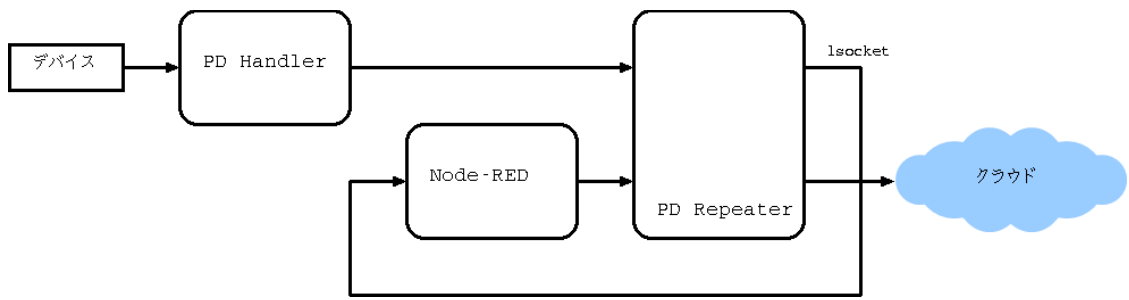 デバイス
PD Handler
lsocket
Node-RED
クラウド
PD Repeater